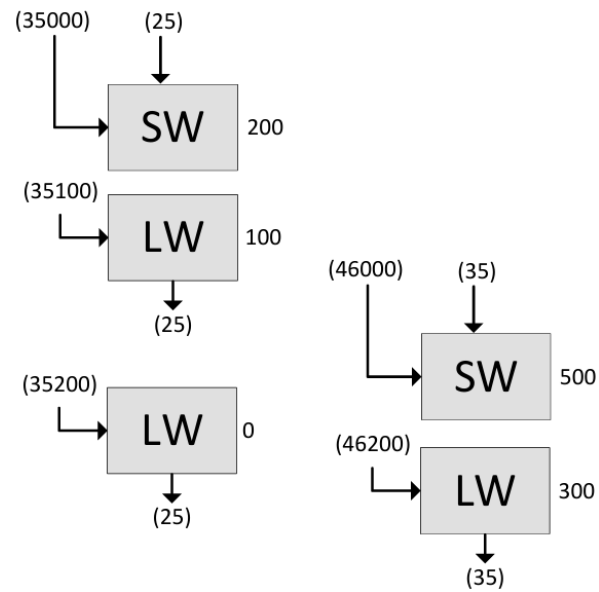 (35000) (25)
SW 200
(35100)
LW 100
(25)
(35200)
LW 0
(25)
(46000) (35)
SW 500
(46200)
LW 300
(35)